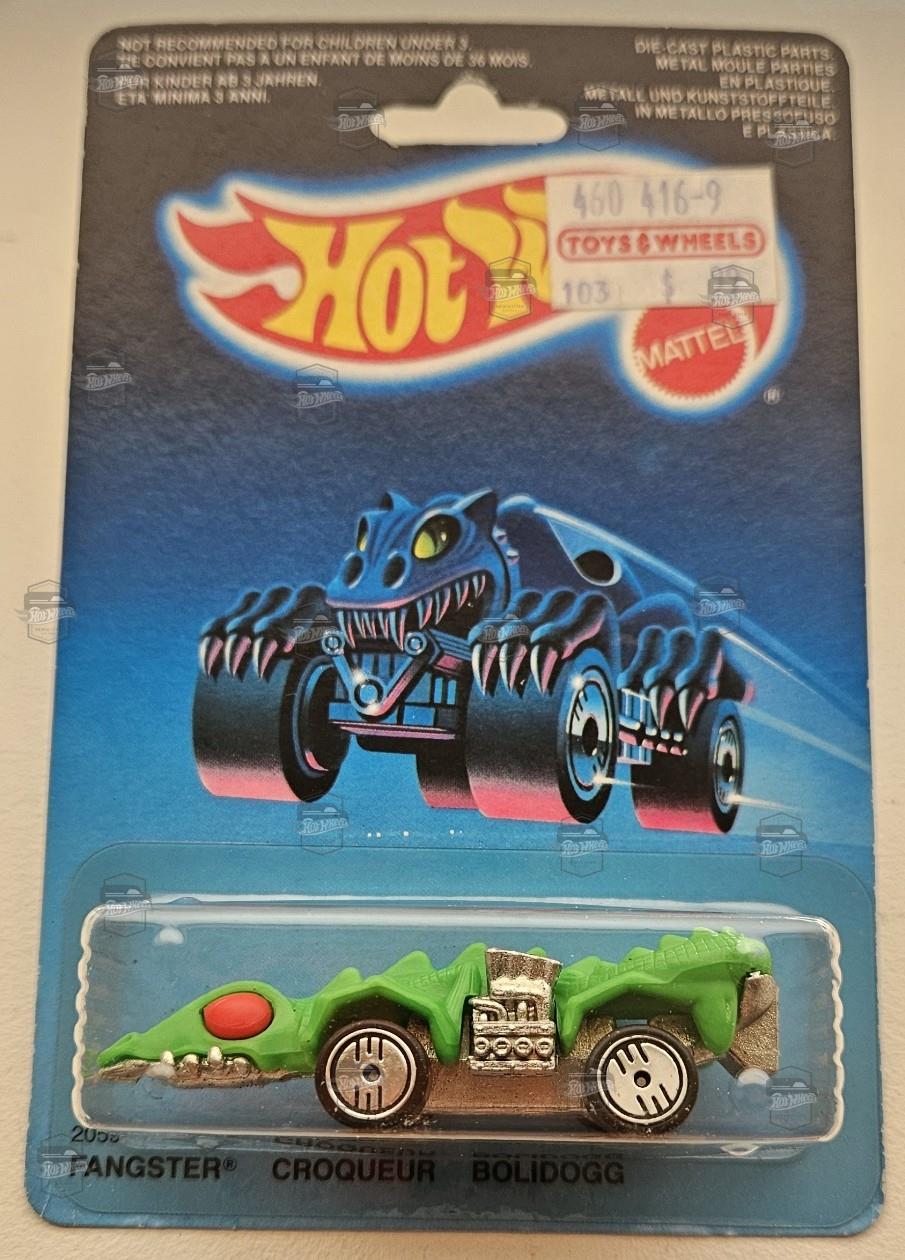 NOT RECOMMENDED FOR CHILDREN UNDER 3.
NE CONVIENT PAS A UN ENFANT DE MOINS DE 36 MOIS.
KINDER AB 3 JAHREN.
ETA MINIMA 3 ANNI.
DIE-CAST PLASTIC PARTS.
METAL MOULE PARTIES
EN PLASTIQUE.
METALL UND KUNSTSTOFFTEILE.
IN METALLO PRESSOFUSO
E PLASTICA.
460 416-9
TOYS & WHEELS
103 $
Hot
MATTEL
®
FANGSTER® CROQUEUR BOLIDOGG